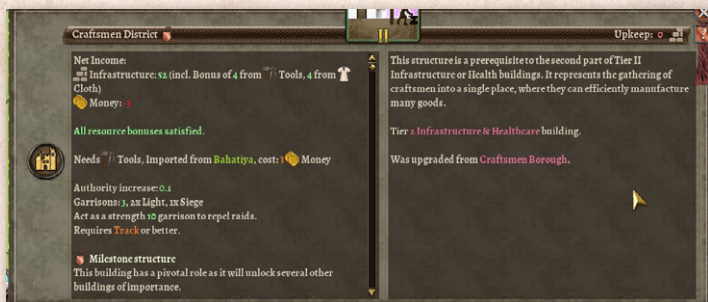 Craftsmen District
II
Upkeep:
Net Income:
Infrastructure: 52 (incl. Bonus of 4 from Tools, 4 from
Cloth)
Money: -3
All resource bonuses satisfied.
Needs Tools, Imported from Bahatiya, cost: 3 Money
Authority increase: 0.1
Garrisons: 3, 2x Light, 1x Siege
Act as a strength 10 garrison to repel raids.
Requires Track or better.
Milestone structure
This building has a pivotal role as it will unlock several other
buildings of importance.
This structure is a prerequisite to the second part of Tier II
Infrastructure or Health buildings. It represents the gathering of
craftsmen into a single place, where they can efficiently manufacture
many goods.
Tier 2 Infrastructure & Healthcare building.
Was upgraded from Craftsmen Borough.